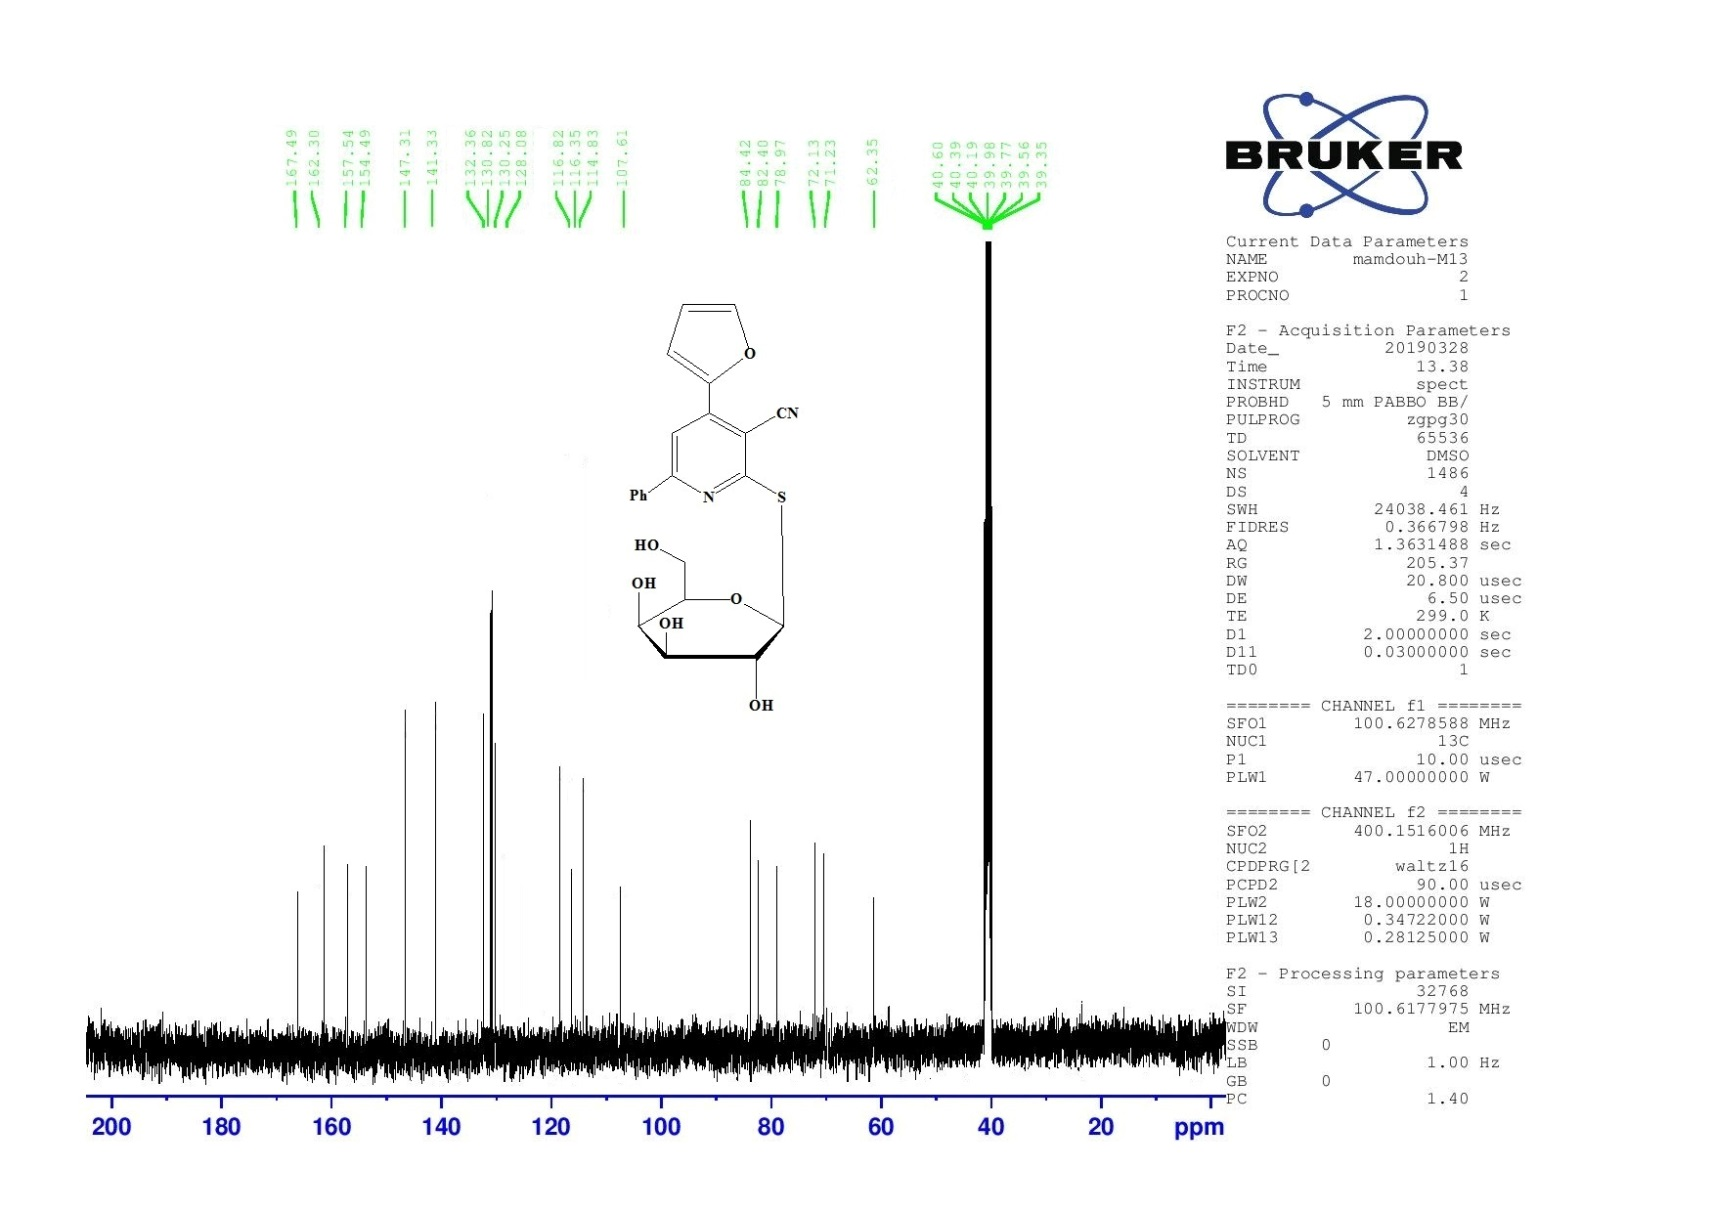 167.49
162.30
157.54
154.49
147.31
141.33
132.36
130.82
130.25
128.08
116.82
116.35
114.83
107.61
84.42
82.40
78.97
72.13
71.23
62.35
40.60
40.39
40.19
39.98
39.77
39.56
39.35
BRUKER
O
CN
Ph
N
S
HO
OH
O
OH
OH
200 180 160 140 120 100 80 60 40 20 ppm
Current Data Parameters
NAME mamdouh-M13
EXPNO 2
PROCNO 1
F2 - Acquisition Parameters
Date_ 20190328
Time 13.38
INSTRUM spect
PROBHD 5 mm PABBO BB/
PULPROG zgpg30
TD 65536
SOLVENT DMSO
NS 1486
DS 4
SWH 24038.461 Hz
FIDRES 0.366798 Hz
AQ 1.3631488 sec
RG 205.37
DW 20.800 usec
DE 6.50 usec
TE 299.0 K
D1 2.00000000 sec
D11 0.03000000 sec
TD0 1
======== CHANNEL f1 ========
SFO1 100.6278588 MHz
NUC1 13C
P1 10.00 usec
PLW1 47.00000000 W
======== CHANNEL f2 ========
SFO2 400.1516006 MHz
NUC2 1H
CPDPRG[2 waltz16
PCPD2 90.00 usec
PLW2 18.00000000 W
PLW12 0.34722000 W
PLW13 0.28125000 W
F2 - Processing parameters
SI 32768
SF 100.6177975 MHz
WDW EM
SSB 0
LB 1.00 Hz
GB 0
PC 1.40